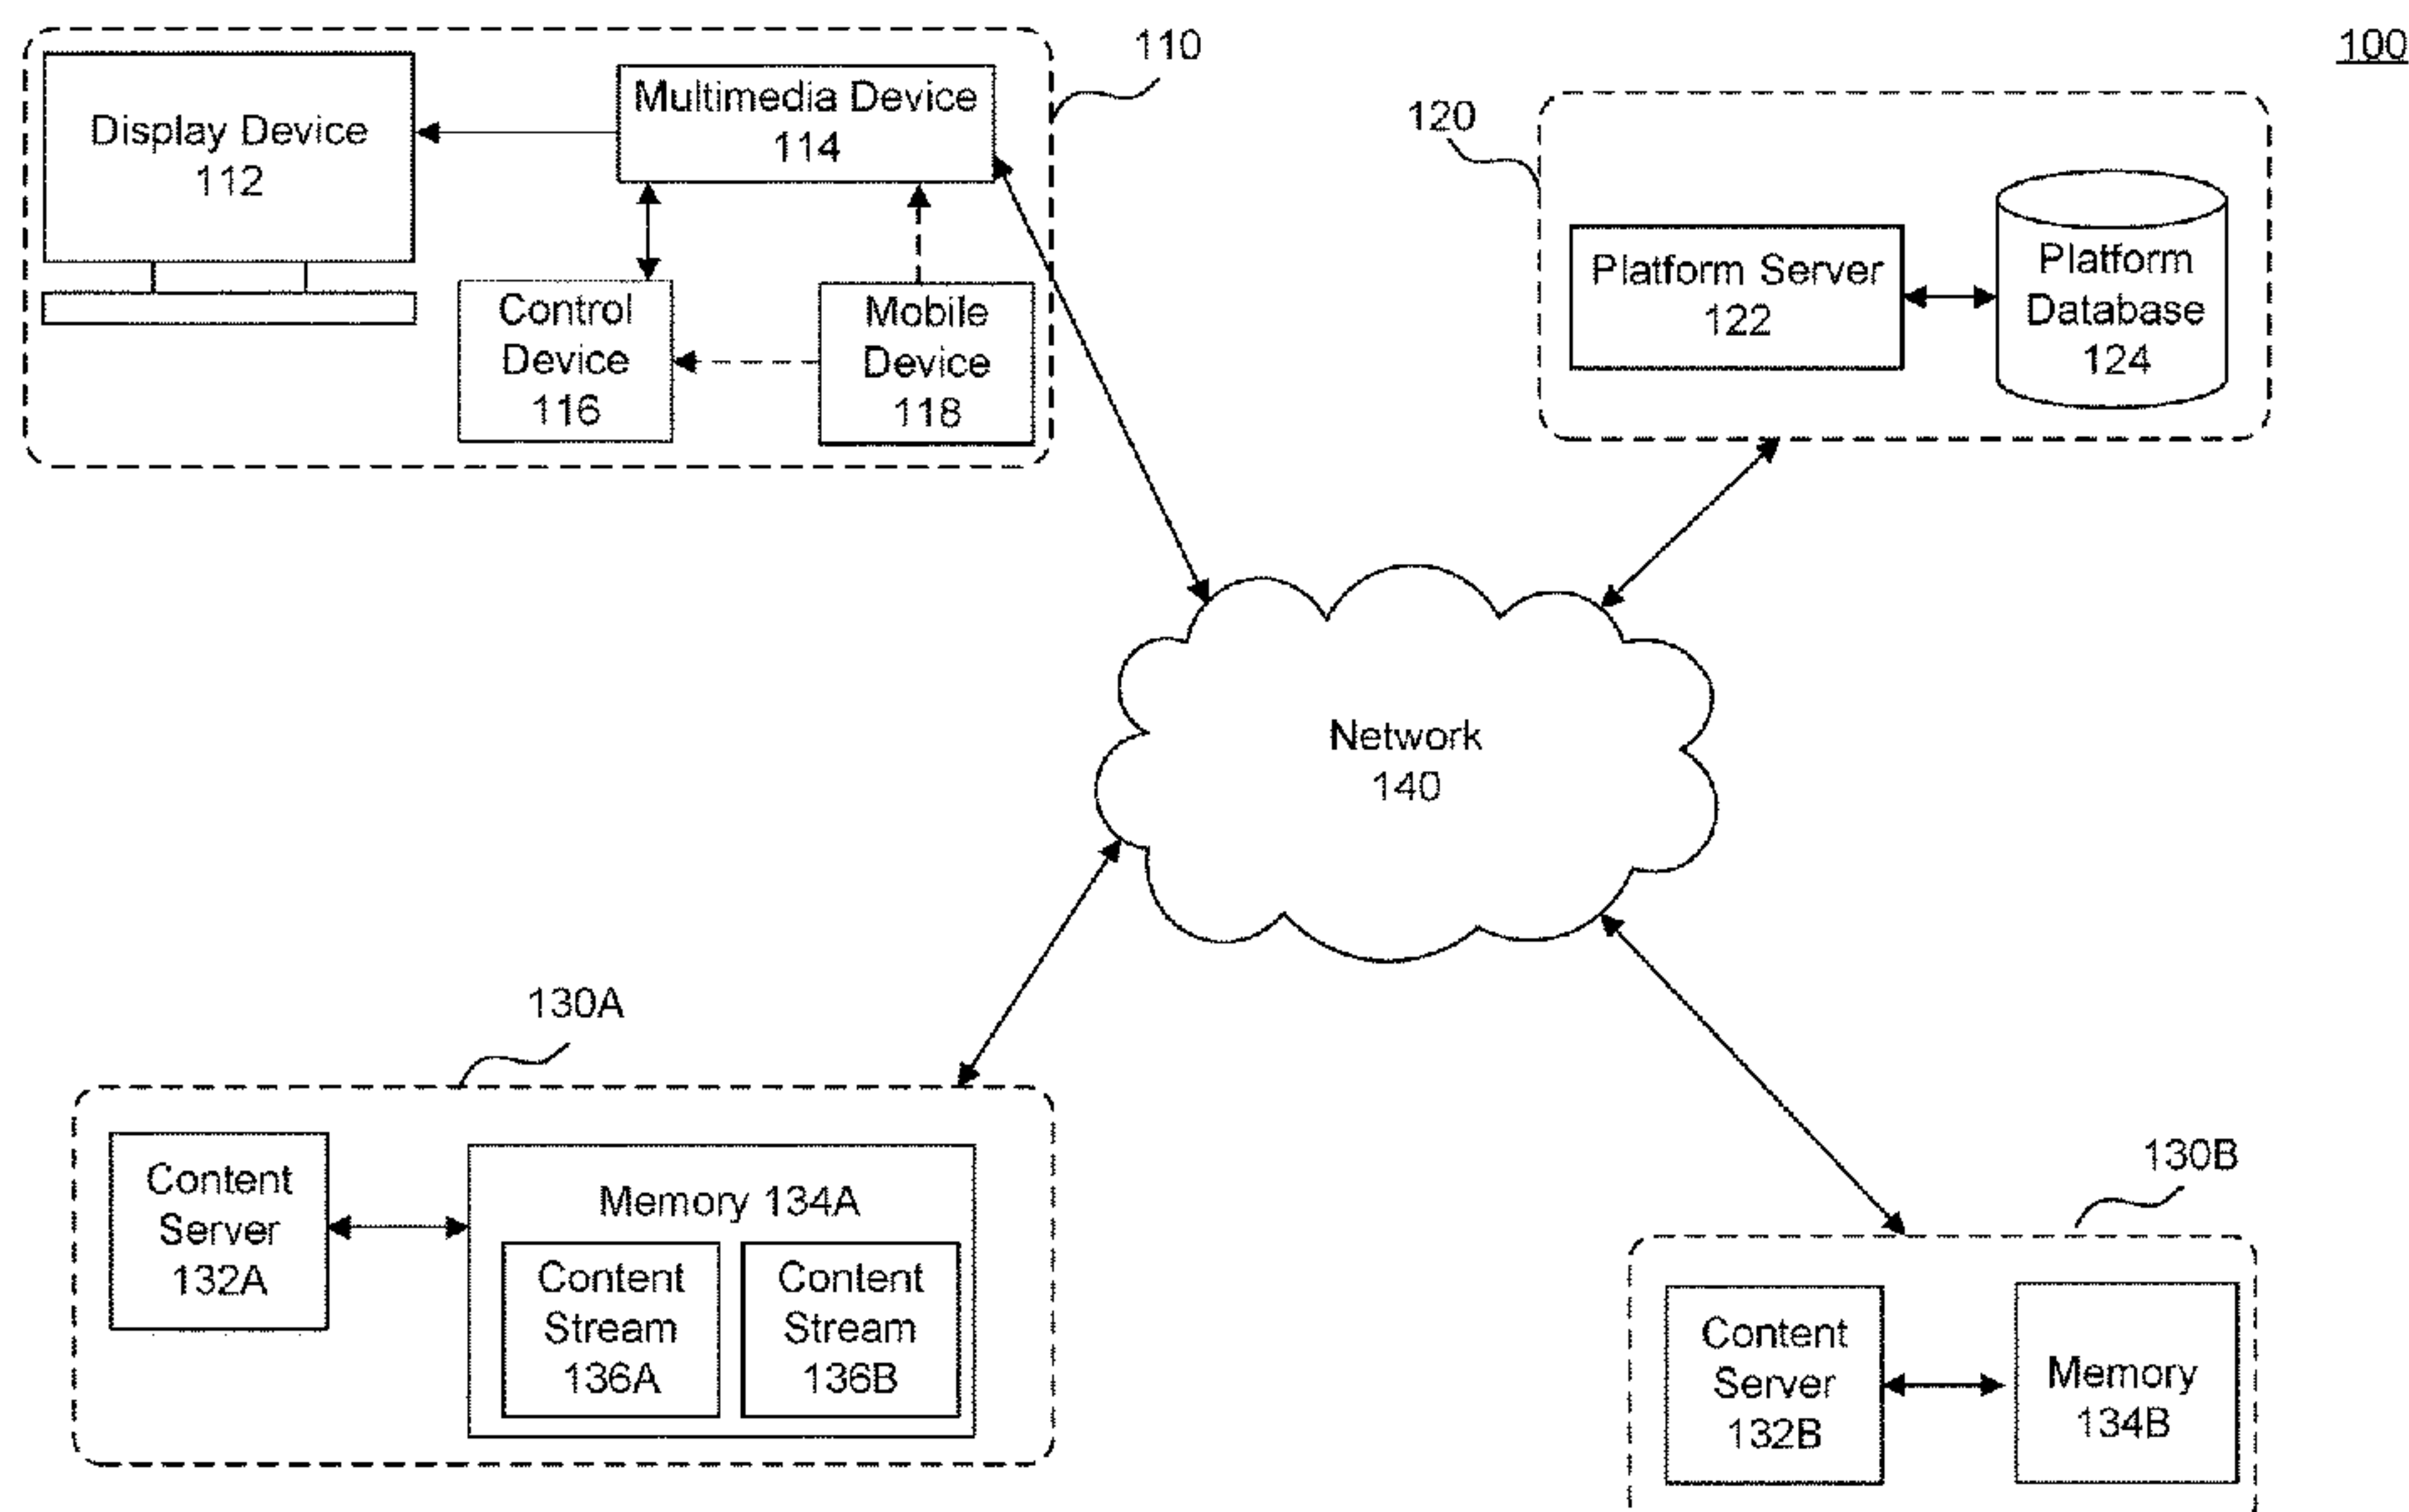 100
110
Display Device
112
Multimedia Device
114
Control
Device
116
Mobile
Device
118
120
Platform Server
122
Platform
Database
124
Network
140
130A
Content
Server
132A
Memory 134A
Content
Stream
136A
Content
Stream
136B
130B
Content
Server
132B
Memory
134B